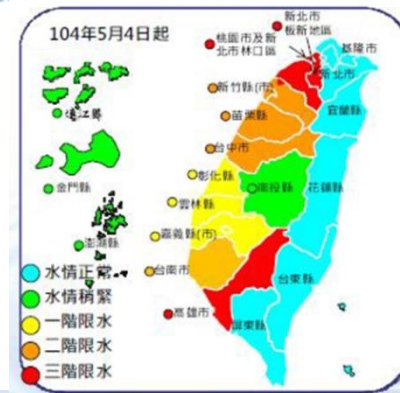 104年5月4日起
新北市
板新地區
桃園市及新
北市林口區
基隆市
新北市
新竹縣(市)
宜蘭縣
苗栗縣
連江縣
台中市
彰化縣
金門縣
南投縣
花蓮縣
雲林縣
嘉義縣(市)
澎湖縣
台南市
台東縣
高雄市
屏東縣
水情正常
水情稍緊
一階限水
二階限水
三階限水